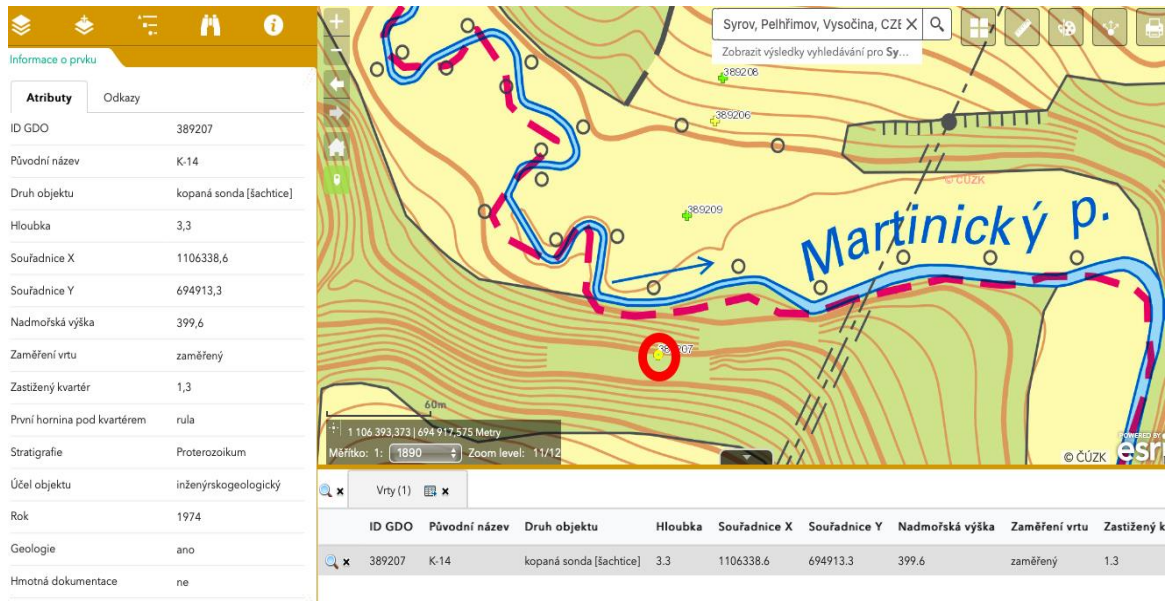 Informace o prvku
Atributy Odkazy
ID GDO 389207
Původní název K-14
Druh objektu kopaná sonda [šachtice]
Hloubka 3,3
Souřadnice X 1106338,6
Souřadnice Y 694913,3
Nadmořská výška 399,6
Zaměření vrtu zaměřený
Zastižený kvartér 1,3
První hornina pod kvartérem rula
Stratigrafie Proterozoikum
Účel objektu inženýrskogeologický
Rok 1974
Geologie ano
Hmotná dokumentace ne
Syrov, Pelhřimov, Vysočina, CZE
Zobrazit výsledky vyhledávání pro Sy...
389208
389206
© ČÚZK
389209
Martinický p.
389207
60m
1 106 393,373 | 694 917,575 Metry
Měřítko: 1: 1890 Zoom level: 11/12
POWERED BY
esri
© ČÚZK
Vrty (1)
ID GDO Původní název Druh objektu Hloubka Souřadnice X Souřadnice Y Nadmořská výška Zaměření vrtu Zastižený k
389207 K-14 kopaná sonda [šachtice] 3.3 1106338.6 694913.3 399.6 zaměřený 1.3